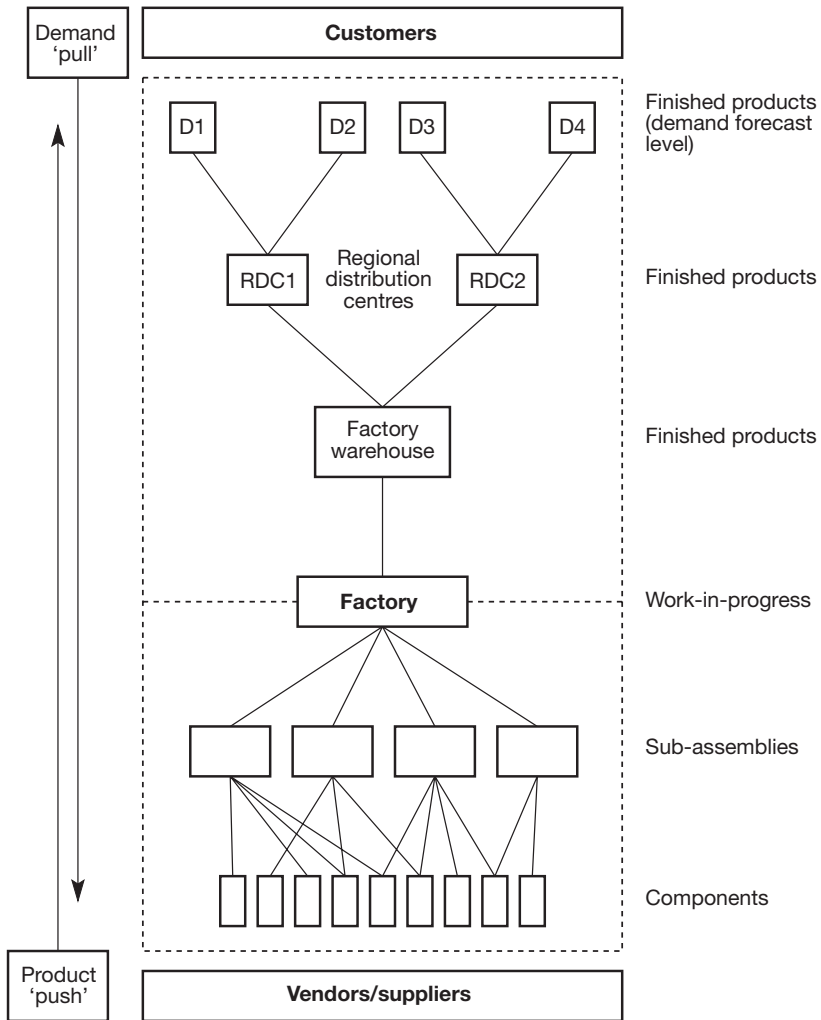 Demand
‘pull’
Customers
D1
D2
D3
D4
Finished products
(demand forecast
level)
RDC1
Regional
distribution
centres
RDC2
Finished products
Factory
warehouse
Finished products
Factory
Work-in-progress
Sub-assemblies
Components
Product
‘push’
Vendors/suppliers